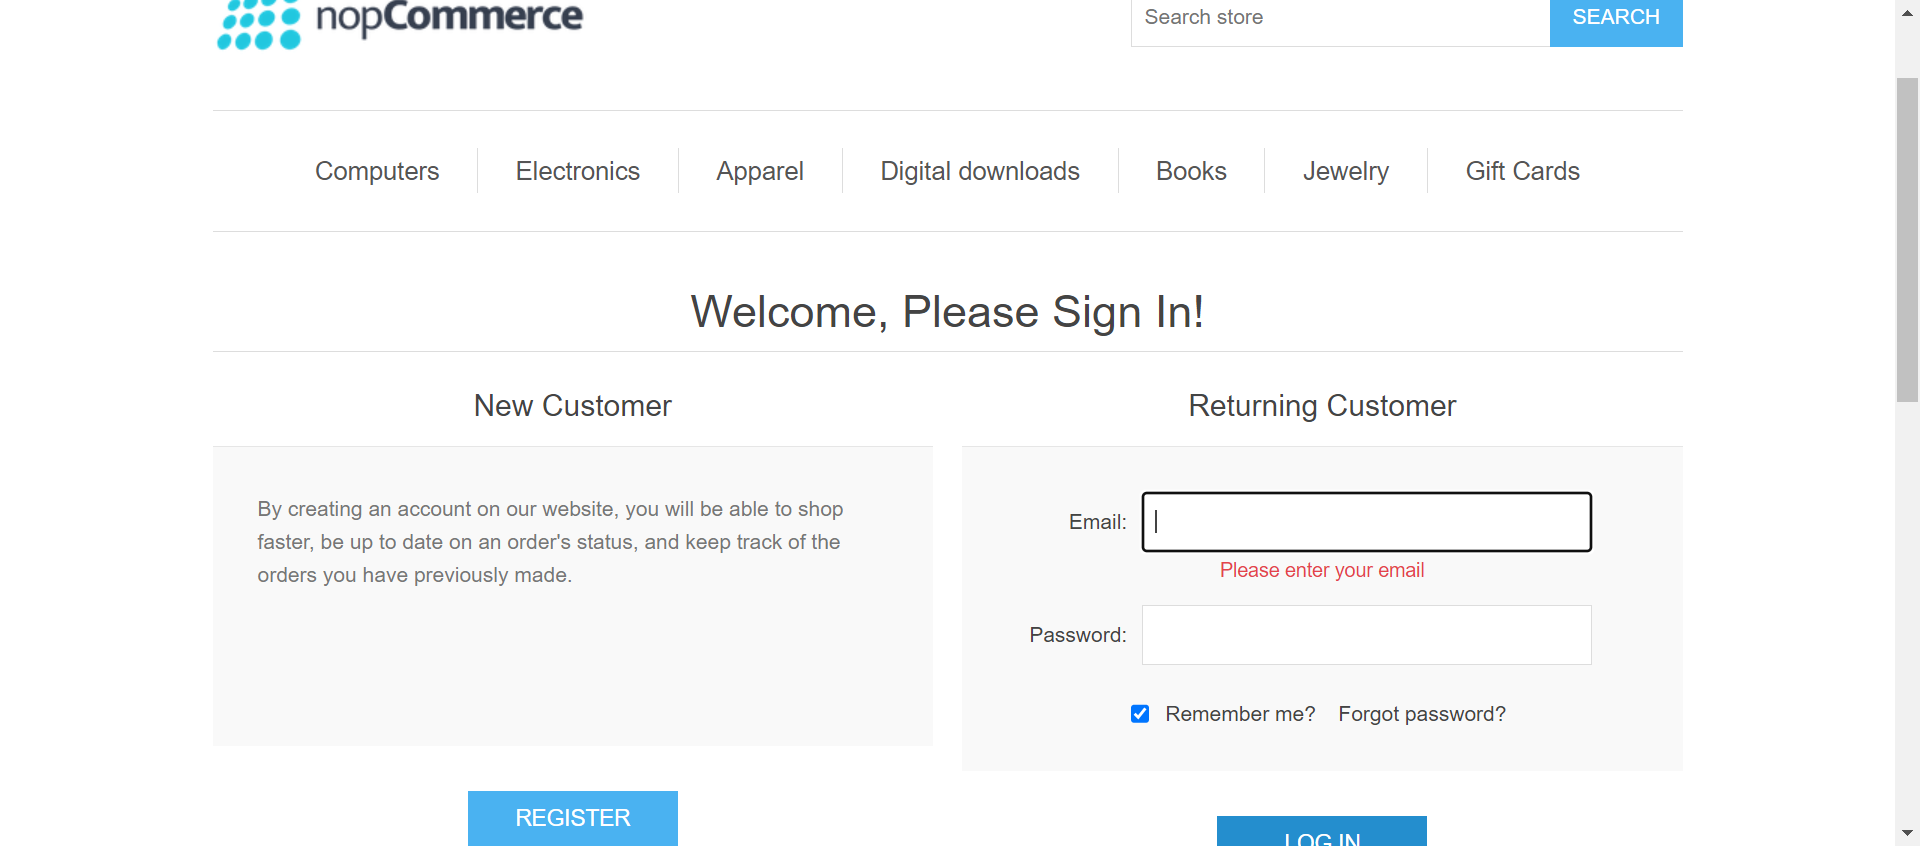 nopCommerce
Search store
SEARCH
Computers
Electronics
Apparel
Digital downloads
Books
Jewelry
Gift Cards
Welcome, Please Sign In!
New Customer
By creating an account on our website, you will be able to shop
faster, be up to date on an order's status, and keep track of the
orders you have previously made.
REGISTER
Returning Customer
Email:
Please enter your email
Password:
Remember me?
Forgot password?
LOG IN